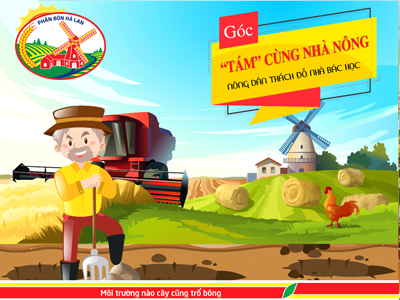 PHÂN BÓN HÀ LAN
Góc
"TÁM" CÙNG NHÀ NÔNG
NÔNG DÂN THÁCH ĐỐ NHÀ BÁC HỌC
Môi trường nào cây cũng trổ bông